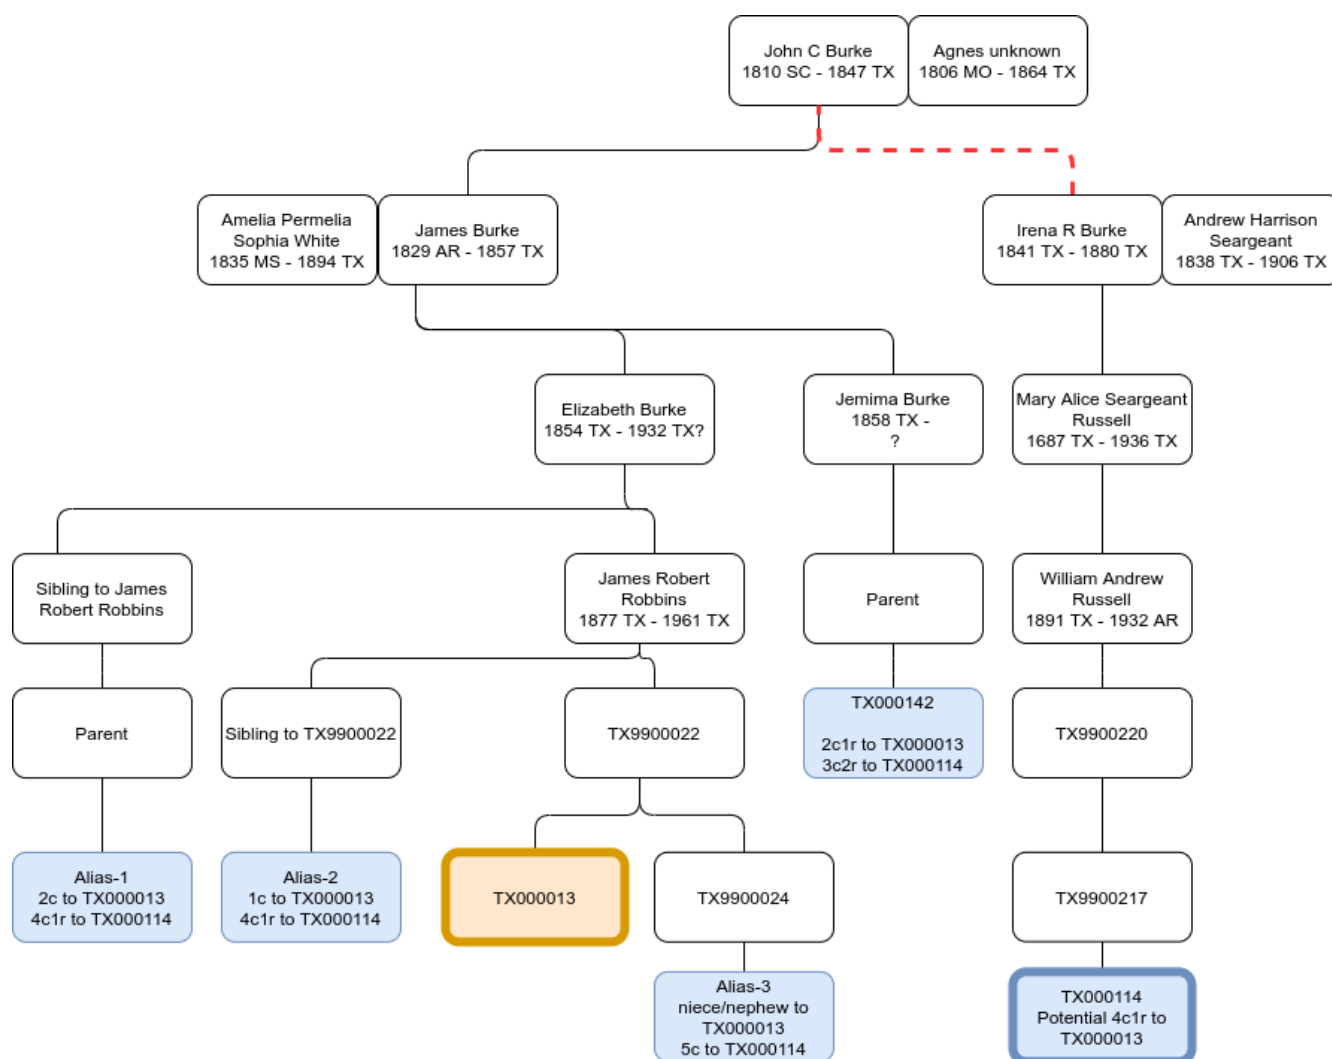 John C Burke
1810 SC - 1847 TX
Agnes unknown
1806 MO - 1864 TX
Amelia Permelia
Sophia White
1835 MS - 1894 TX
James Burke
1829 AR - 1857 TX
Irena R Burke
1841 TX - 1880 TX
Andrew Harrison
Seargeant
1838 TX - 1906 TX
Elizabeth Burke
1854 TX - 1932 TX?
Jemima Burke
1858 TX -
?
Mary Alice Seargeant
Russell
1687 TX - 1936 TX
Sibling to James
Robert Robbins
James Robert
Robbins
1877 TX - 1961 TX
Parent
William Andrew
Russell
1891 TX - 1932 AR
Parent
Sibling to TX9900022
TX9900022
TX000142
2c1r to TX000013
3c2r to TX000114
TX9900220
Alias-1
2c to TX000013
4c1r to TX000114
Alias-2
1c to TX000013
4c1r to TX000114
TX000013
TX9900024
TX9900217
Alias-3
niece/nephew to
TX000013
5c to TX000114
TX000114
Potential 4c1r to
TX000013